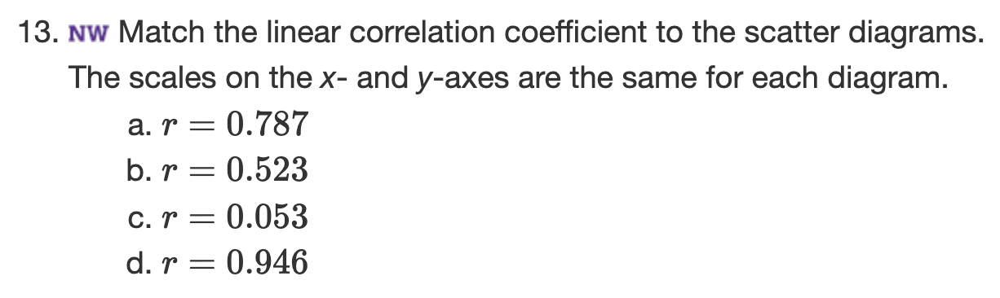 13. NW Match the linear correlation coefficient to the scatter diagrams.
The scales on the x- and y-axes are the same for each diagram.
a. r = 0.787
b. r = 0.523
c. r = 0.053
d. r = 0.946